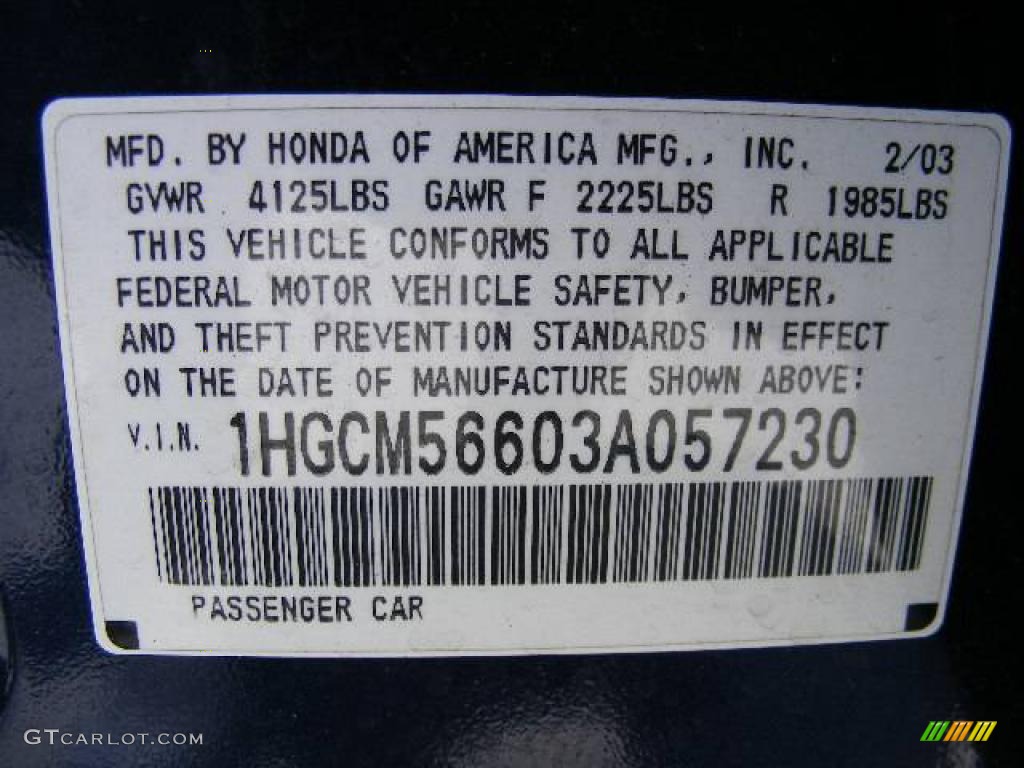 MFD. BY HONDA OF AMERICA MFG., INC. 2/03
GVWR 4125LBS GAWR F 2225LBS R 1985LBS
THIS VEHICLE CONFORMS TO ALL APPLICABLE
FEDERAL MOTOR VEHICLE SAFETY, BUMPER,
AND THEFT PREVENTION STANDARDS IN EFFECT
ON THE DATE OF MANUFACTURE SHOWN ABOVE:
V.I.N. 1HGCM56603A057230
PASSENGER CAR
GTCARLOT.COM